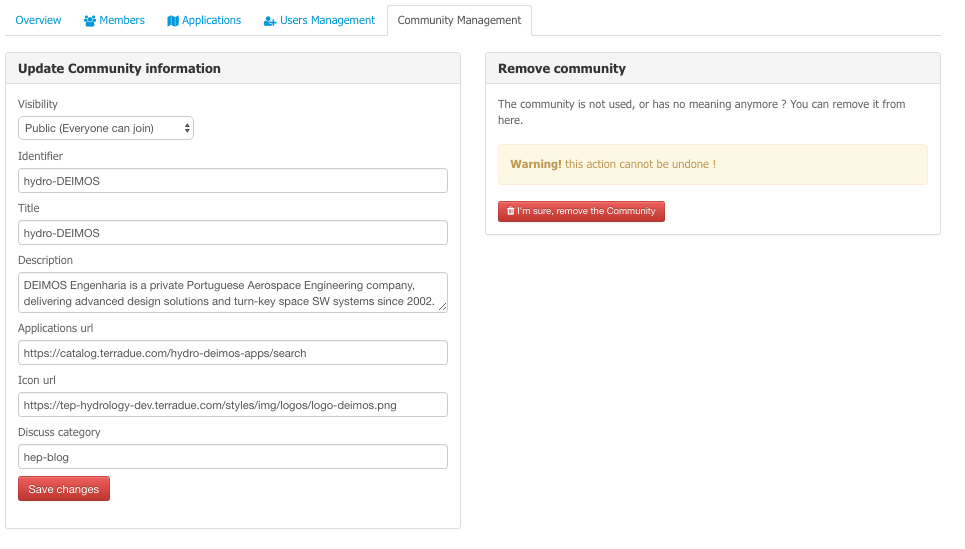 Overview
Members
Applications
Users Management
Community Management
Update Community information
Visibility
Public (Everyone can join)
Identifier
hydro-DEIMOS
Title
hydro-DEIMOS
Description
DEIMOS Engenharia is a private Portuguese Aerospace Engineering company,
delivering advanced design solutions and turn-key space SW systems since 2002.
Applications url
https://catalog.terradue.com/hydro-deimos-apps/search
Icon url
https://tep-hydrology-dev.terradue.com/styles/img/logos/logo-deimos.png
Discuss category
hep-blog
Save changes
Remove community
The community is not used, or has no meaning anymore ? You can remove it from
here.
Warning! this action cannot be undone !
I'm sure, remove the Community